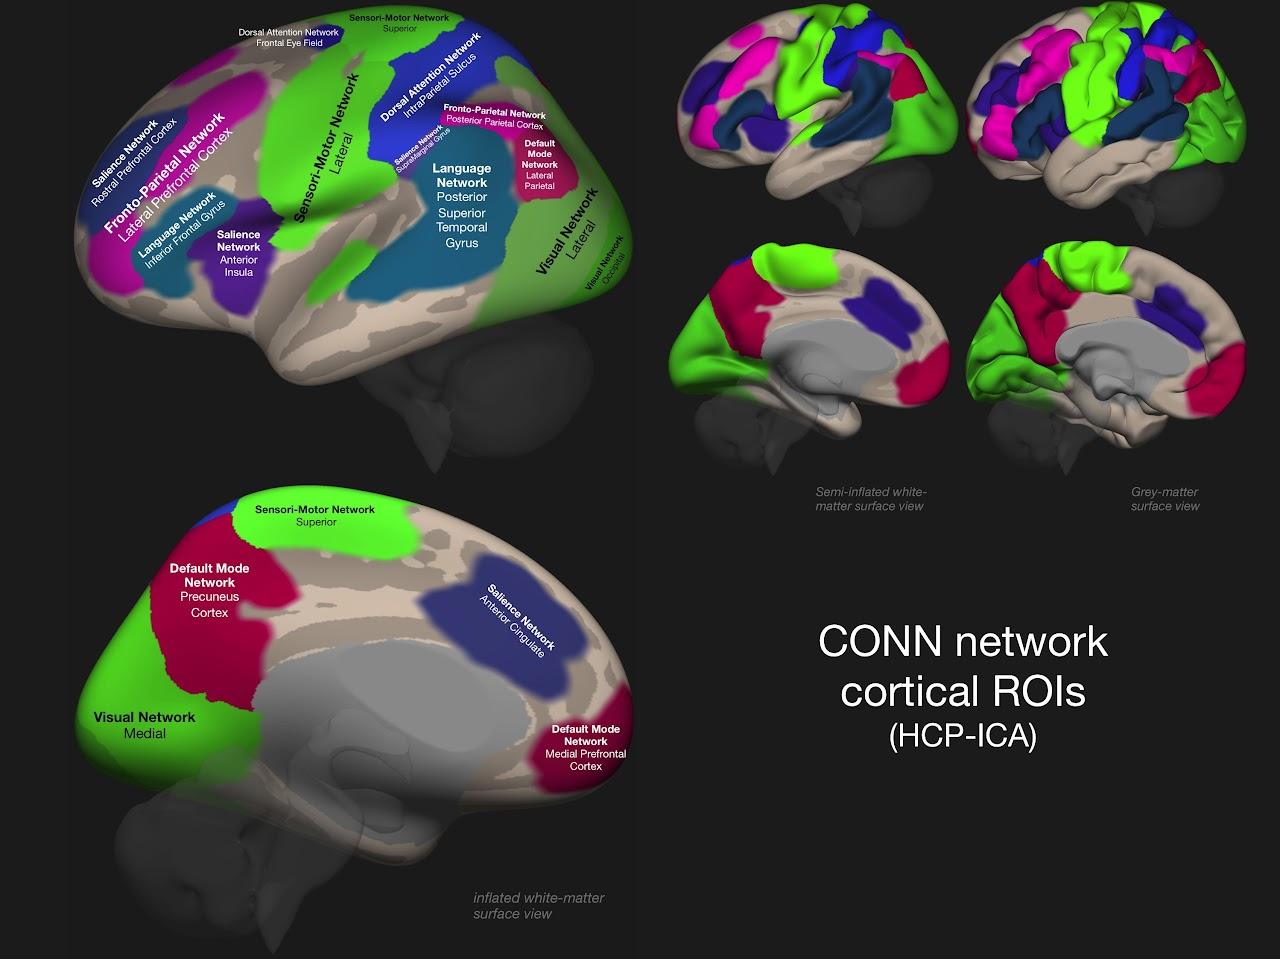 Sensori-Motor Network
Superior
Dorsal Attention Network
Frontal Eye Field
Dorsal Attention Network
IntraParietal Sulcus
Sensori-Motor Network
Lateral
Fronto-Parietal Network
Posterior Parietal Cortex
Salience Network
Rostral Prefrontal Cortex
Fronto-Parietal Network
Lateral Prefrontal Cortex
Salience Network
SupraMarginal Gyrus
Default
Mode
Network
Lateral
Parietal
Language
Network
Posterior
Superior
Temporal
Gyrus
Language Network
Inferior Frontal Gyrus
Salience
Network
Anterior
Insula
Visual Network
Lateral
Visual Network
Occipital
Semi-inflated white-
matter surface view
Grey-matter
surface view
Sensori-Motor Network
Superior
Default Mode
Network
Precuneus
Cortex
Salience Network
Anterior Cingulate
Visual Network
Medial
Default Mode
Network
Medial Prefrontal
Cortex
inflated white-matter
surface view
CONN network
cortical ROIs
(HCP-ICA)